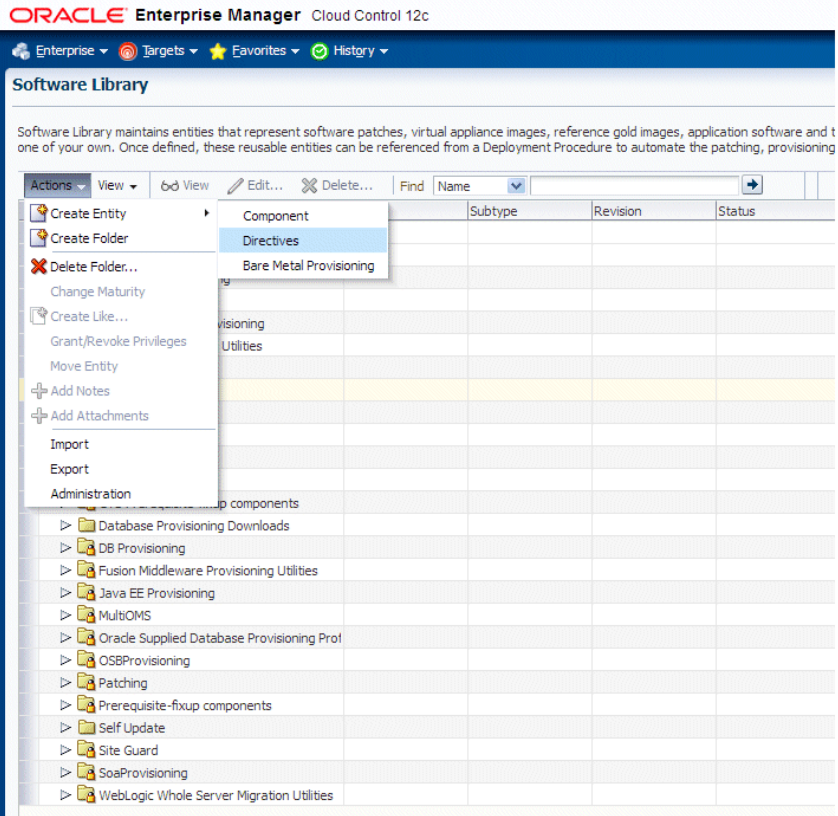 ORACLE Enterprise Manager Cloud Control 12c
Enterprise Targets Favorites History
Software Library
Software Library maintains entities that represent software patches, virtual appliance images, reference gold images, application software and
one of your own. Once defined, these reusable entities can be referenced from a Deployment Procedure to automate the patching, provisioning
Actions View View Edit... Delete... Find Name
Subtype Revision Status
Create Entity
Create Folder
Delete Folder...
Change Maturity
Create Like...
Grant/Revoke Privileges
Move Entity
Add Notes
Add Attachments
Import
Export
Administration
Component
Directives
Bare Metal Provisioning
Utilities
components
Database Provisioning Downloads
DB Provisioning
Fusion Middleware Provisioning Utilities
Java EE Provisioning
MultiOMS
Oracle Supplied Database Provisioning Prof
OSBProvisioning
Patching
Prerequisite-fixup components
Self Update
Site Guard
SoaProvisioning
WebLogic Whole Server Migration Utilities